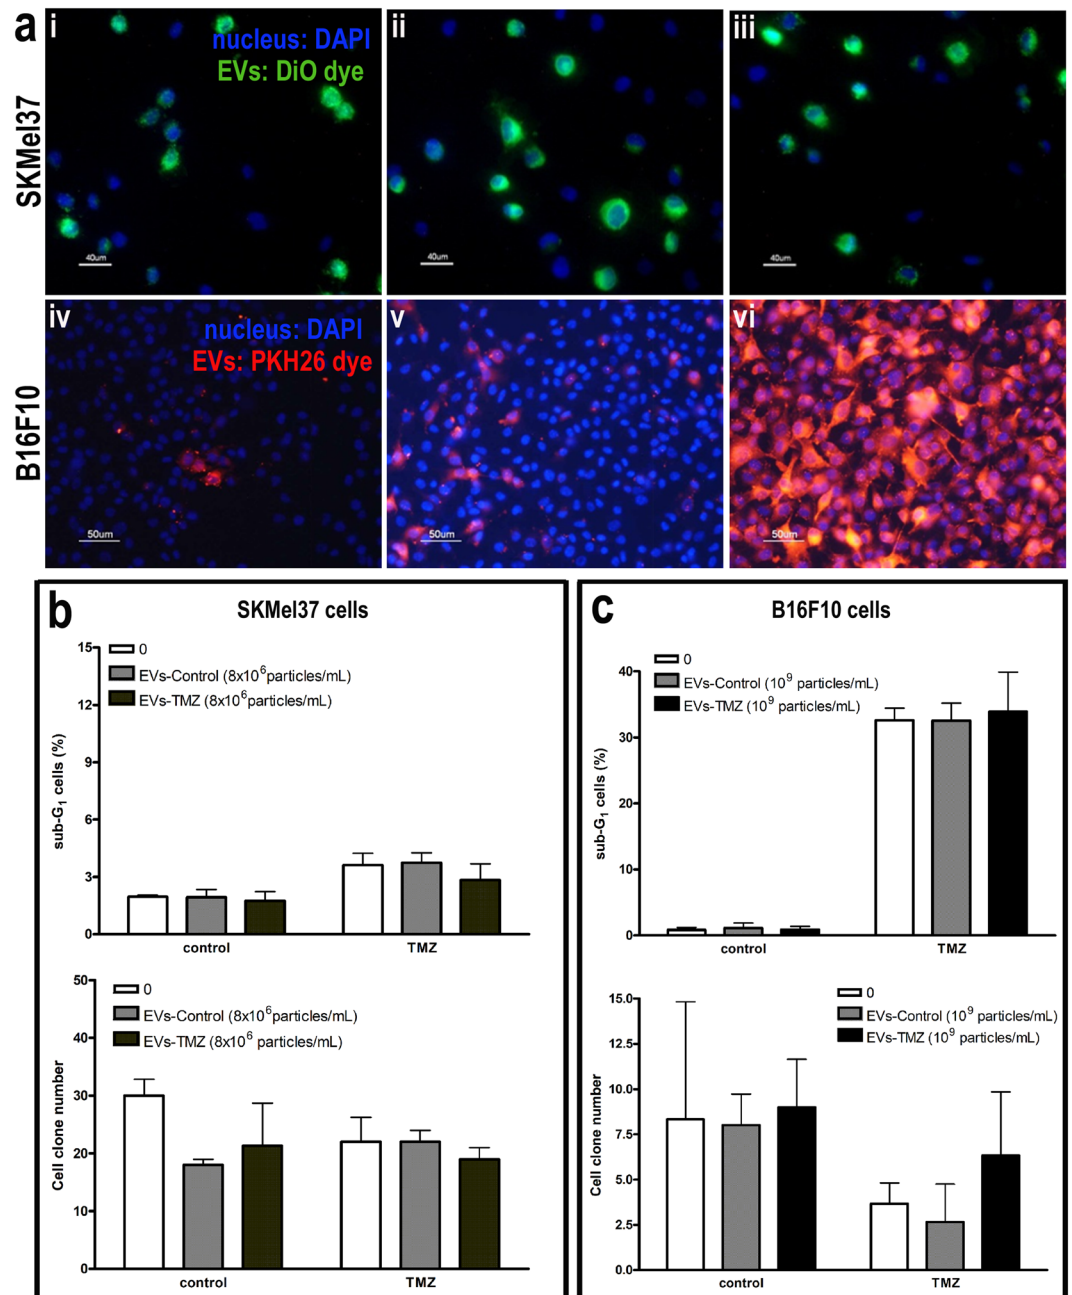 a
i
ii
iii
nucleus: DAPI
EVs: DiO dye
SKMel37
40um
40um
40um
iv
v
vi
nucleus: DAPI
EVs: PKH26 dye
B16F10
50um
50um
50um
b
SKMel37 cells
15
12
9
6
3
0
sub-G₁ cells (%)
0
EVs-Control (8x10⁶particles/mL)
EVs-TMZ (8x10⁶particles/mL)
control
TMZ
50
40
30
20
10
0
Cell clone number
0
EVs-Control (8x10⁶particles/mL)
EVs-TMZ (8x10⁶ particles/mL)
control
TMZ
c
B16F10 cells
40
30
20
10
0
sub-G₁ cells (%)
0
EVs-Control (10⁹ particles/mL)
EVs-TMZ (10⁹ particles/mL)
control
TMZ
15.0
12.5
10.0
7.5
5.0
2.5
0.0
Cell clone number
0
EVs-Control (10⁹ particles/mL)
EVs-TMZ (10⁹ particles/mL)
control
TMZ